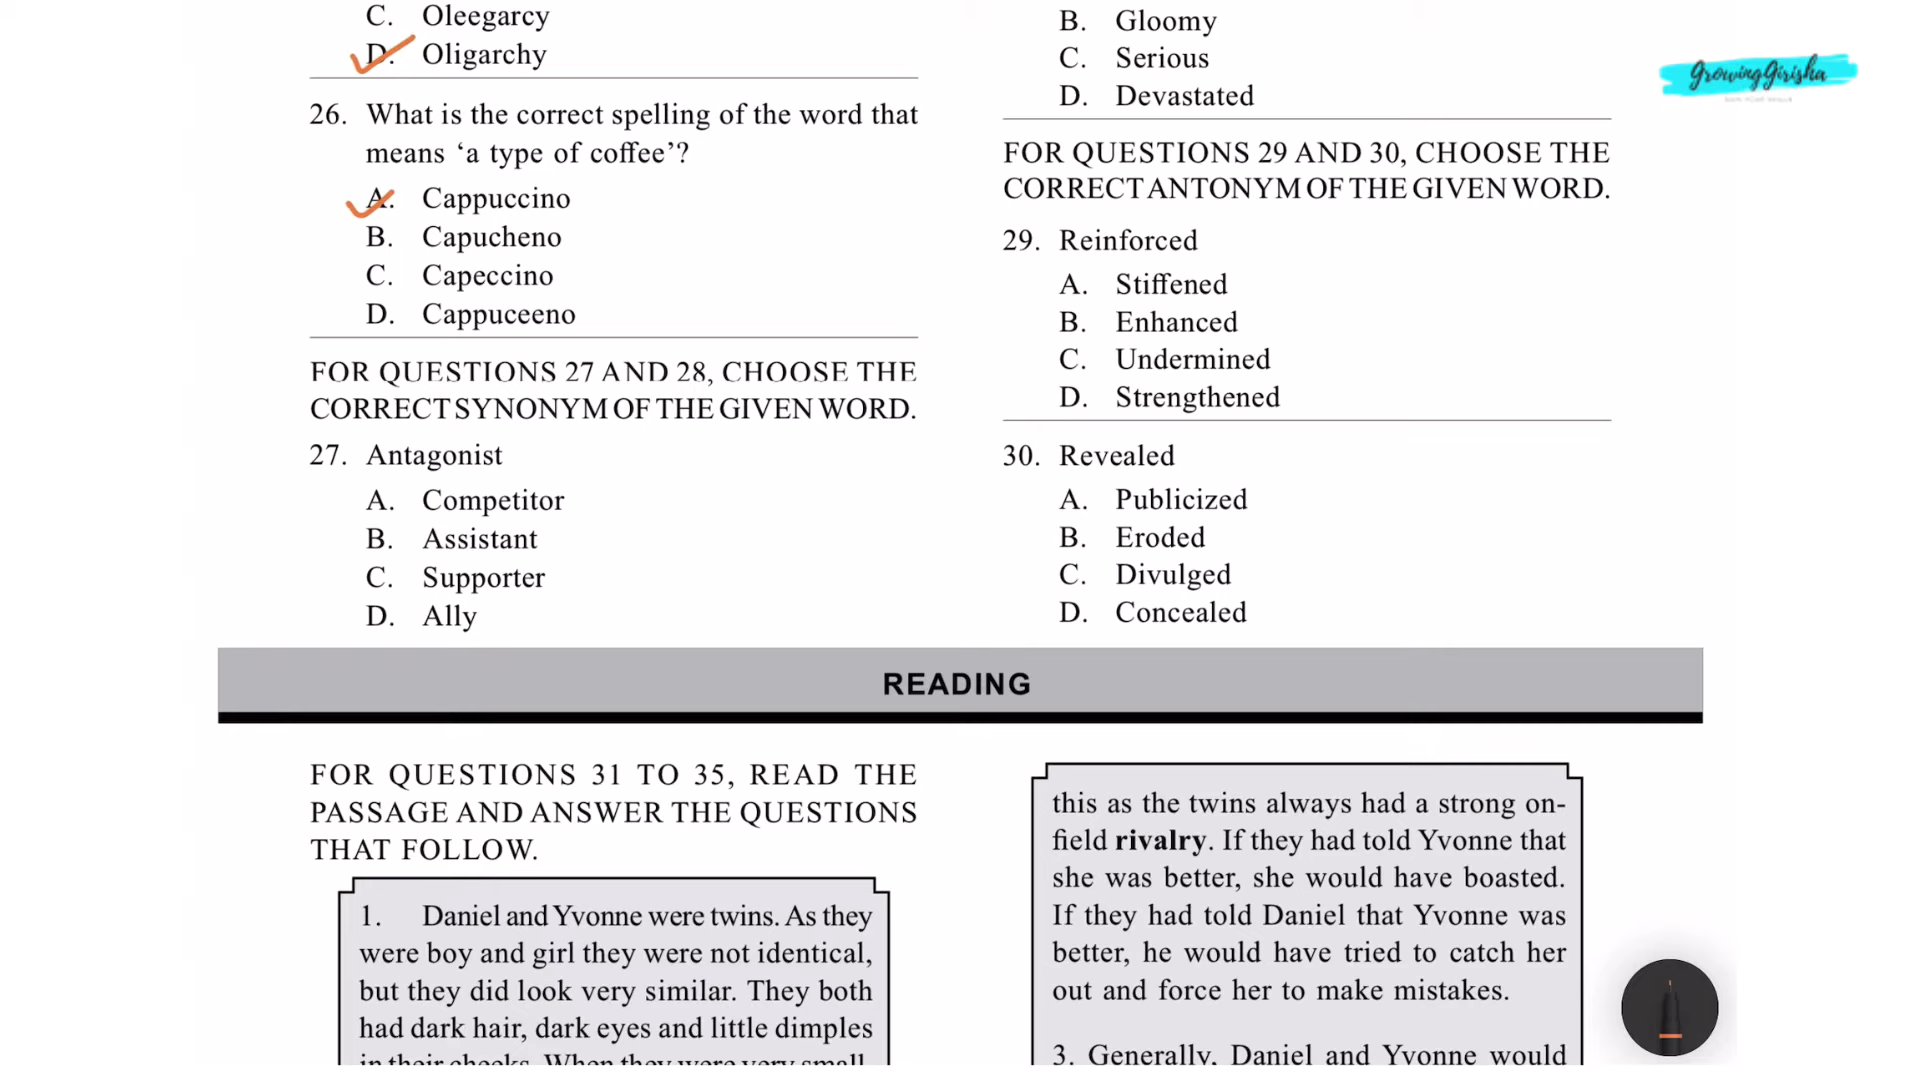 C. Oleegarcy
D. Oligarchy
26. What is the correct spelling of the word that
means ‘a type of coffee’?
A. Cappuccino
B. Capucheno
C. Capeccino
D. Cappuceeno
FOR QUESTIONS 27 AND 28, CHOOSE THE
CORRECT SYNONYM OF THE GIVEN WORD.
27. Antagonist
A. Competitor
B. Assistant
C. Supporter
D. Ally
B. Gloomy
C. Serious
D. Devastated
FOR QUESTIONS 29 AND 30, CHOOSE THE
CORRECT ANTONYM OF THE GIVEN WORD.
29. Reinforced
A. Stiffened
B. Enhanced
C. Undermined
D. Strengthened
30. Revealed
A. Publicized
B. Eroded
C. Divulged
D. Concealed
GrowingGirisha
READING
FOR QUESTIONS 31 TO 35, READ THE
PASSAGE AND ANSWER THE QUESTIONS
THAT FOLLOW.
1. Daniel and Yvonne were twins. As they
were boy and girl they were not identical,
but they did look very similar. They both
had dark hair, dark eyes and little dimples
in their cheeks. When they were very small,
this as the twins always had a strong on-
field rivalry. If they had told Yvonne that
she was better, she would have boasted.
If they had told Daniel that Yvonne was
better, he would have tried to catch her
out and force her to make mistakes.
3. Generally, Daniel and Yvonne would